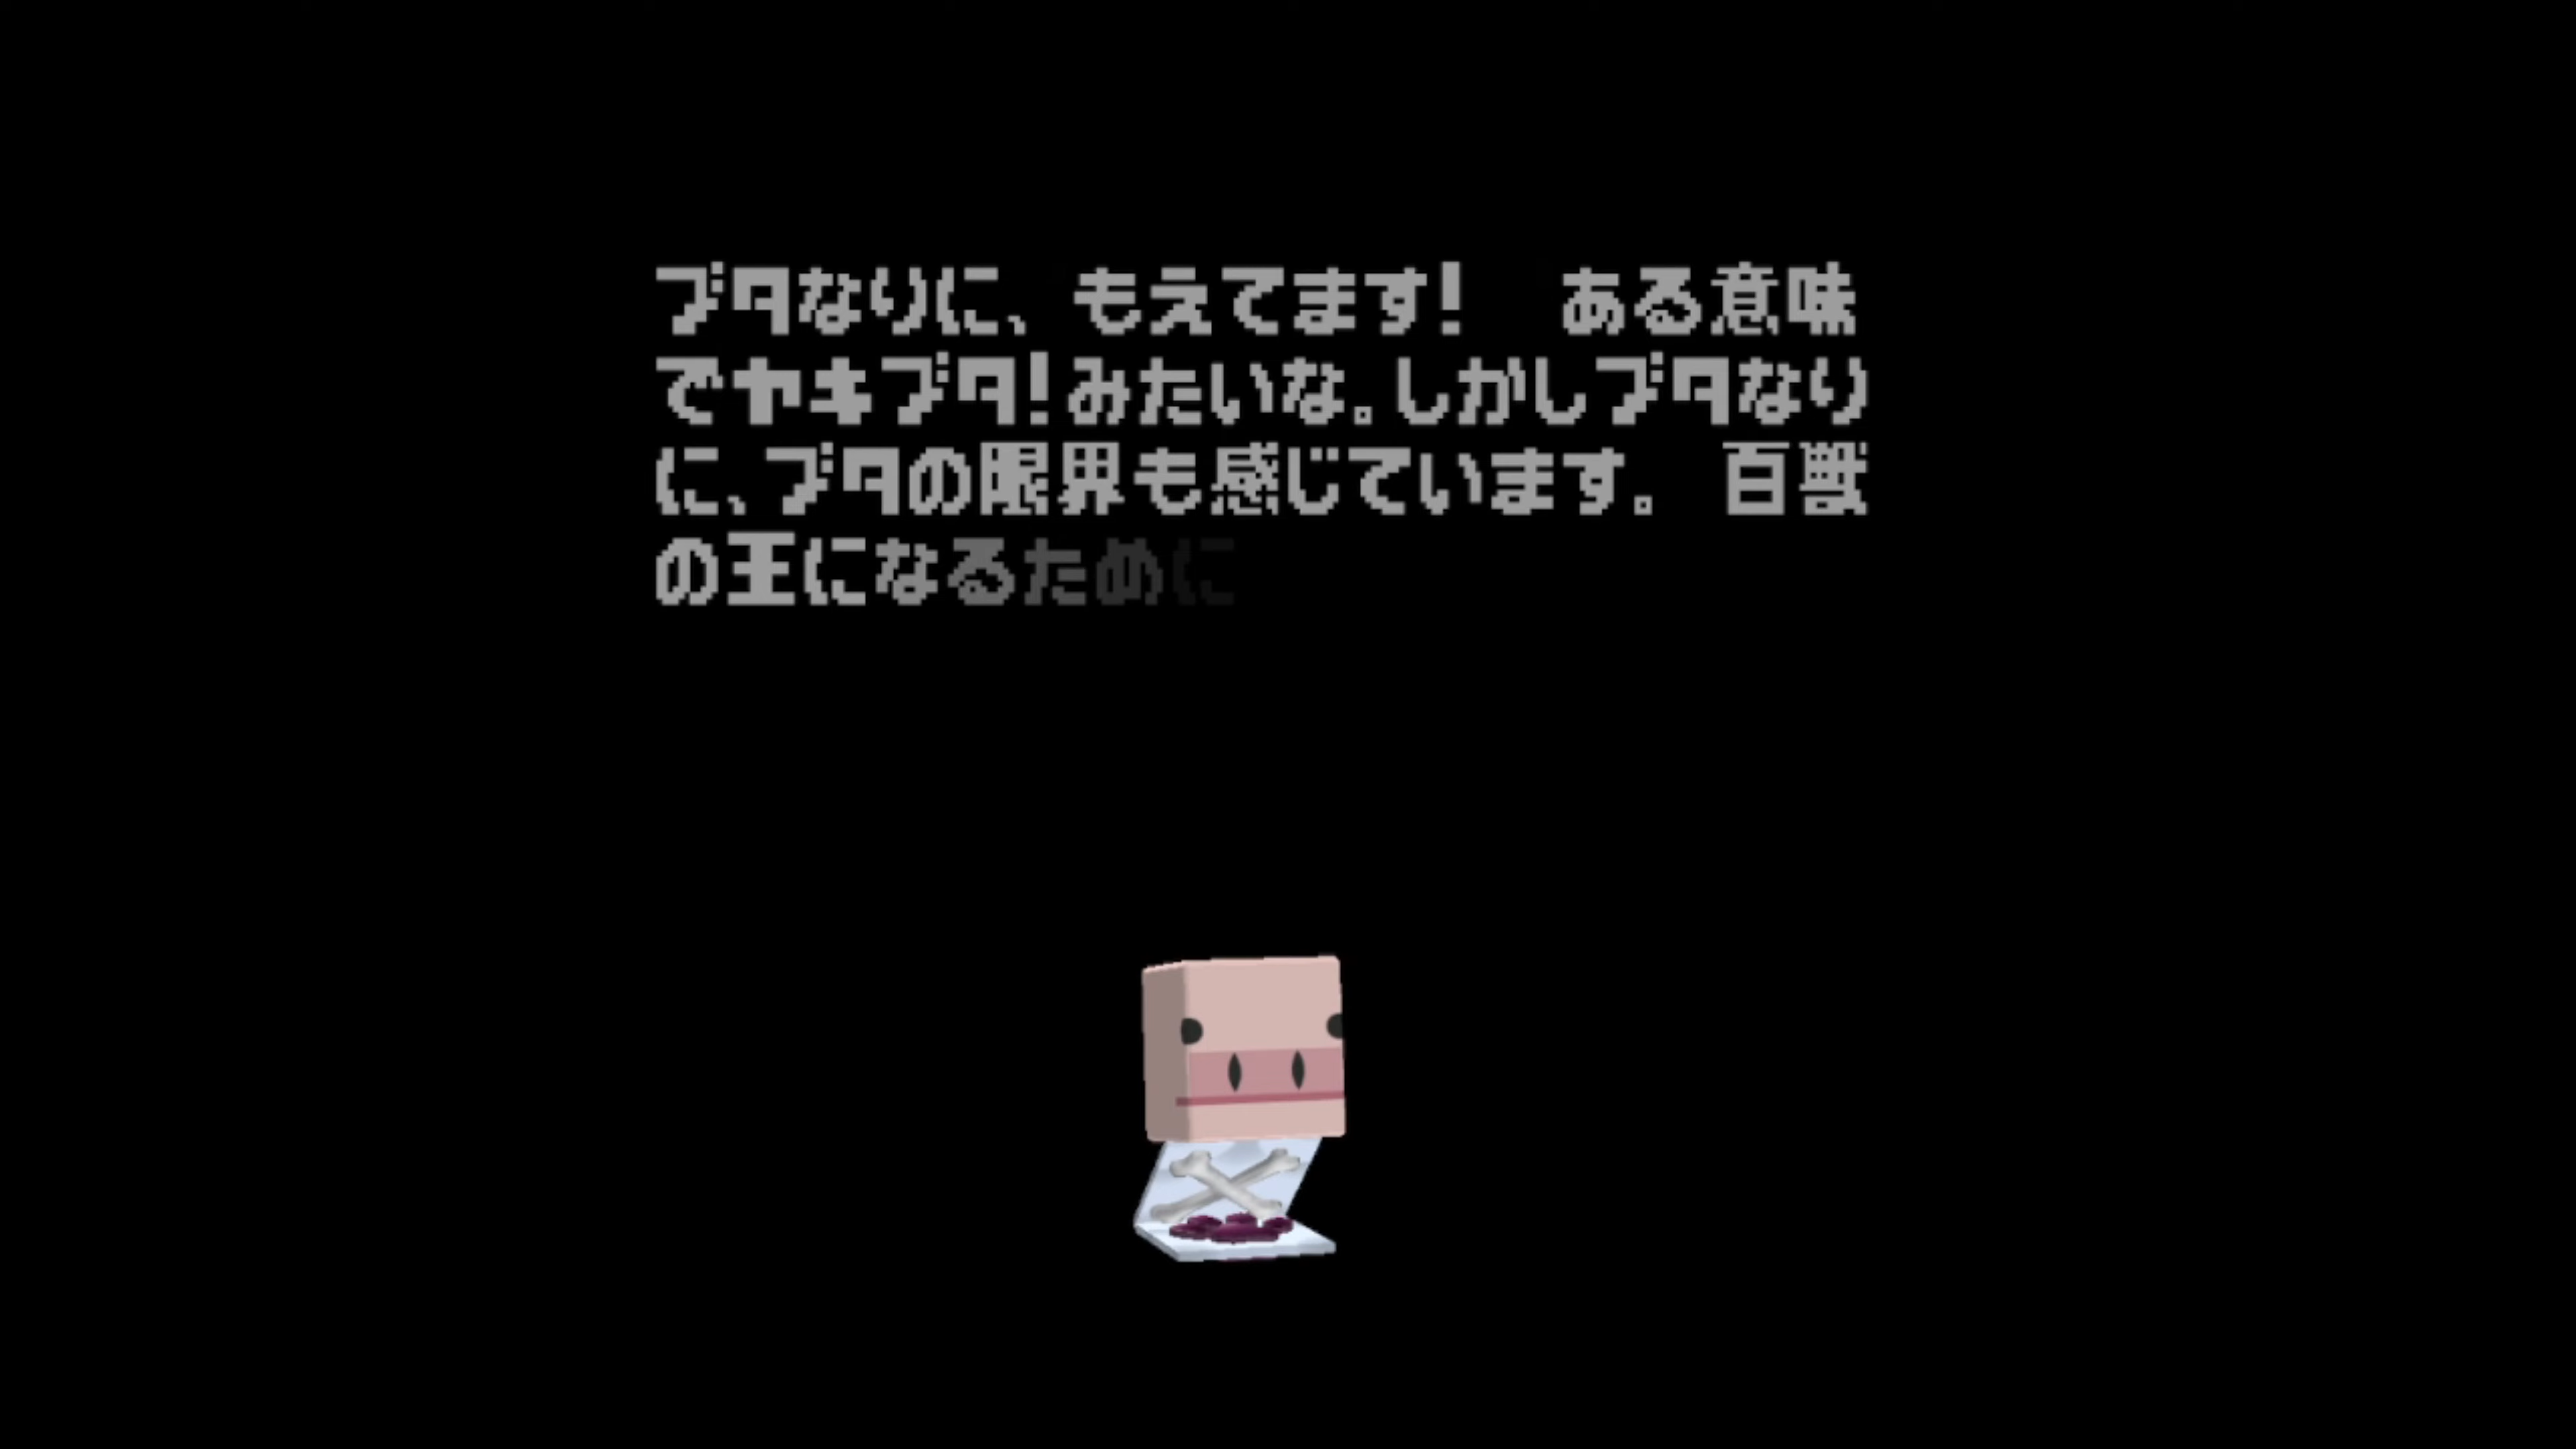 ブタなりに、もえてます！　ある意味
でヤキブタ！みたいな。しかしブタなり
に、ブタの限界も感じています。 百獣
の王になるために